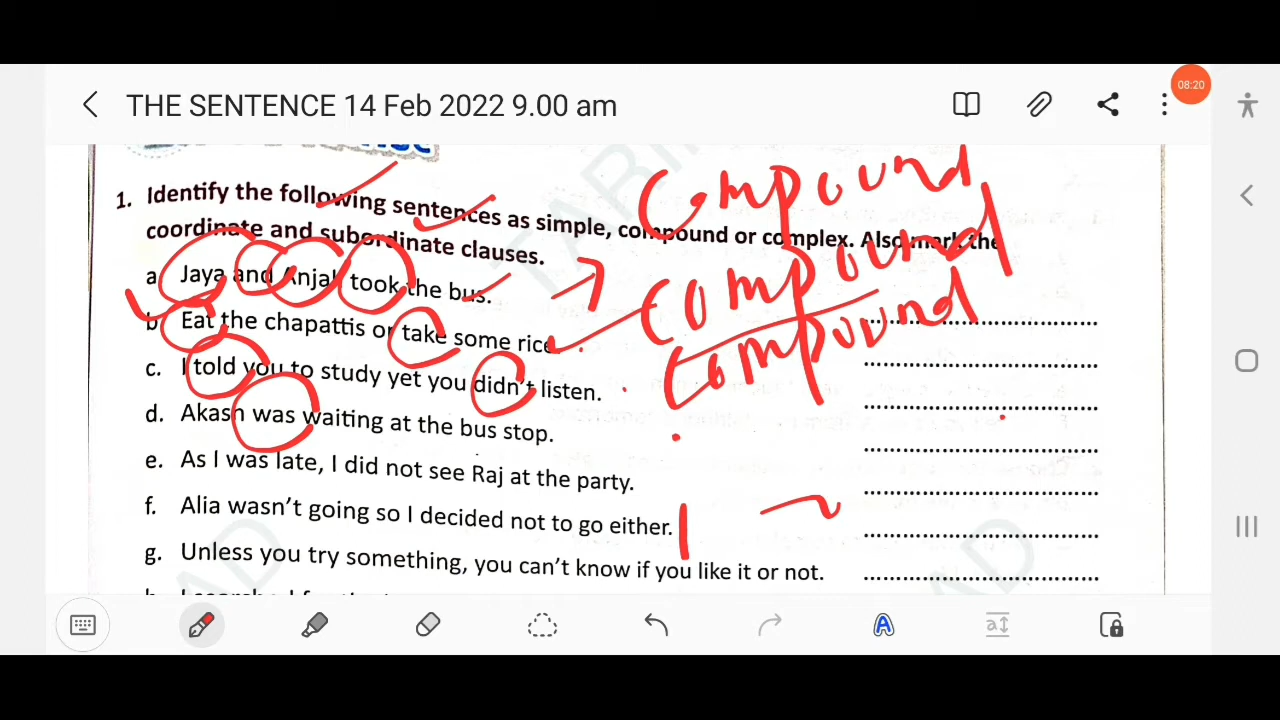 08:20
THE SENTENCE 14 Feb 2022 9.00 am
1. Identify the following sentences as simple, compound or complex. Also mark the
coordinate and subordinate clauses.
a Jaya and Anjali took the bus.
b Eat the chapattis or take some rice
c. I told you to study yet you didn't listen.
d. Akash was waiting at the bus stop.
e. As I was late, I did not see Raj at the party.
f. Alia wasn't going so I decided not to go either.
g. Unless you try something, you can't know if you like it or not.
Compound
Compound
Compound